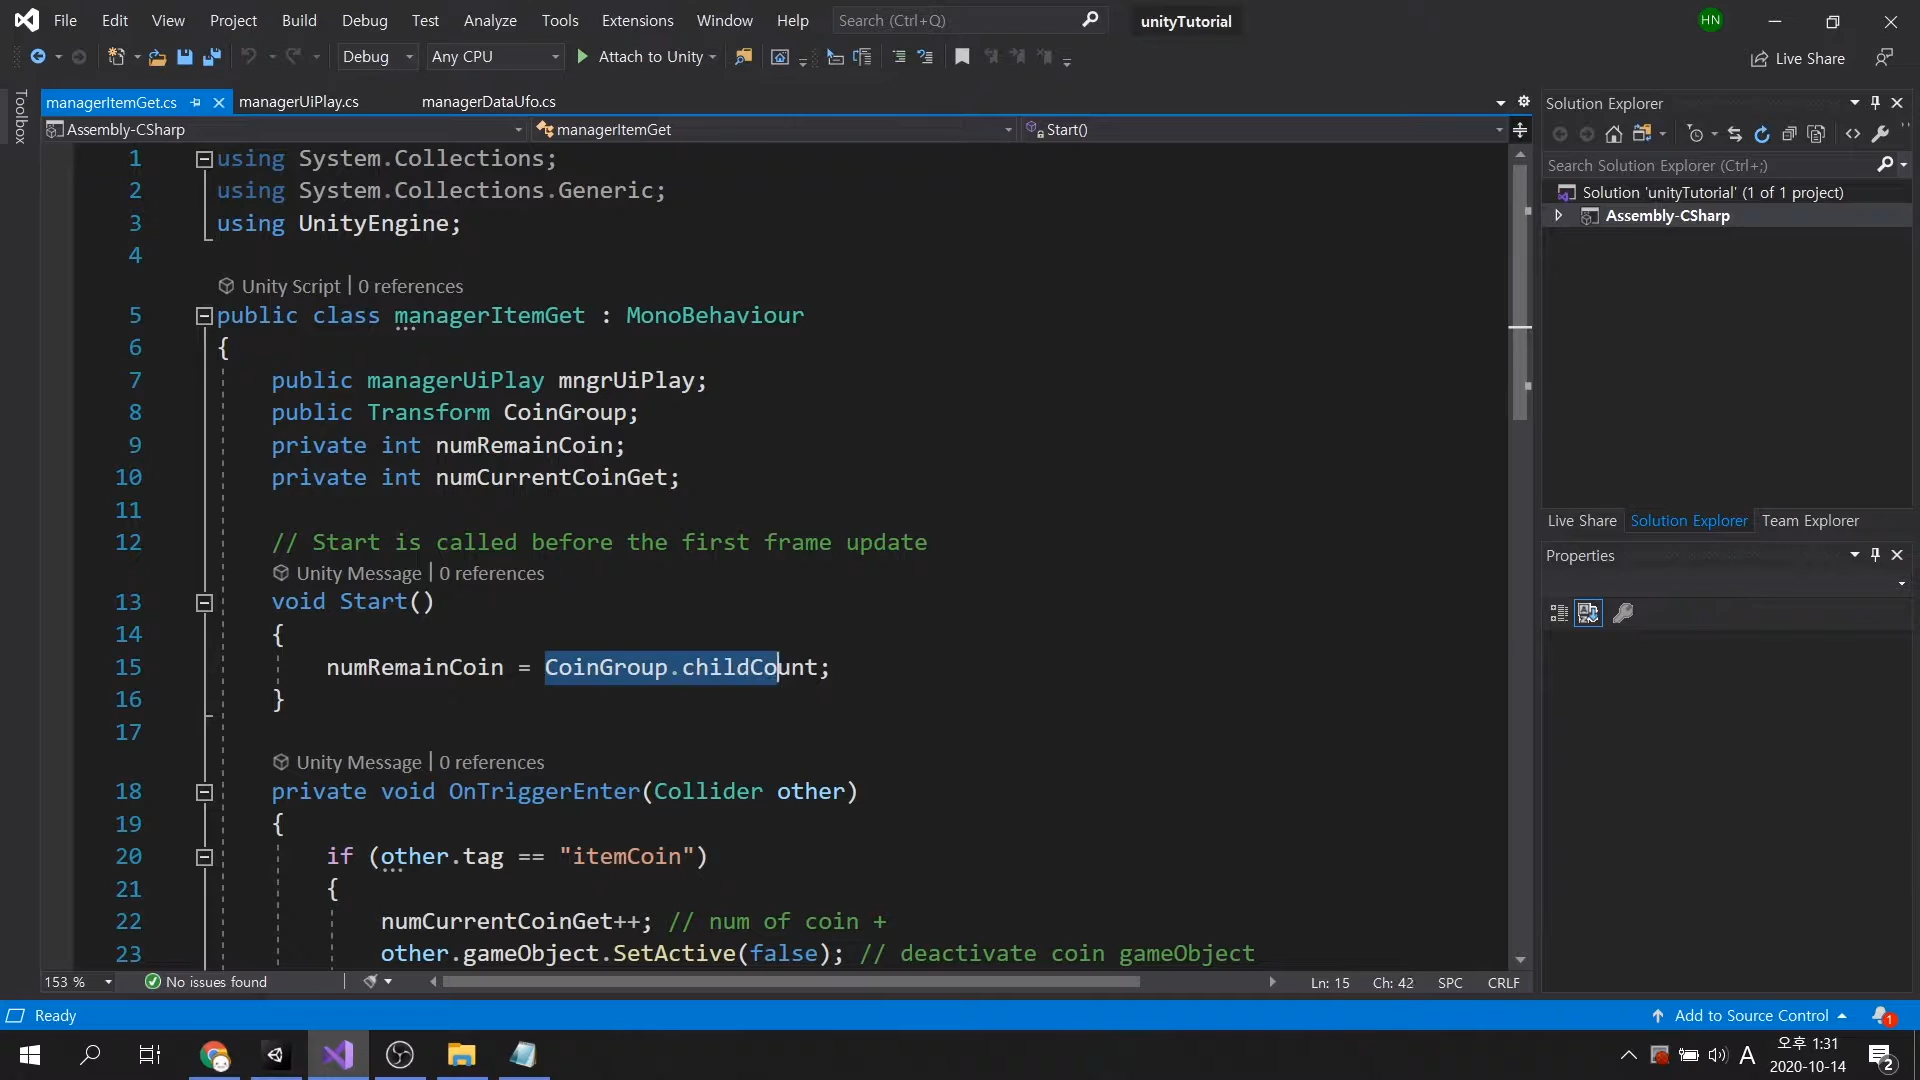 File Edit View Project Build Debug Test Analyze Tools Extensions Window Help Search (Ctrl+Q) unityTutorial HN
Debug Any CPU Attach to Unity Live Share
Toolbox
managerItemGet.cs managerUiPlay.cs managerDataUfo.cs
Assembly-CSharp managerItemGet Start()
1 using System.Collections;
2 using System.Collections.Generic;
3 using UnityEngine;
4
Unity Script | 0 references
5 public class managerItemGet : MonoBehaviour
6 {
7 public managerUiPlay mngrUiPlay;
8 public Transform CoinGroup;
9 private int numRemainCoin;
10 private int numCurrentCoinGet;
11
12 // Start is called before the first frame update
Unity Message | 0 references
13 void Start()
14 {
15 numRemainCoin = CoinGroup.childCount;
16 }
17
Unity Message | 0 references
18 private void OnTriggerEnter(Collider other)
19 {
20 if (other.tag == "itemCoin")
21 {
22 numCurrentCoinGet++; // num of coin +
23 other.gameObject.SetActive(false); // deactivate coin gameObject
153 % No issues found Ln: 15 Ch: 42 SPC CRLF
Solution Explorer
Search Solution Explorer (Ctrl+;)
Solution 'unityTutorial' (1 of 1 project)
Assembly-CSharp
Live Share Solution Explorer Team Explorer
Properties
Ready Add to Source Control 1
A 오후 1:31
2020-10-14
2